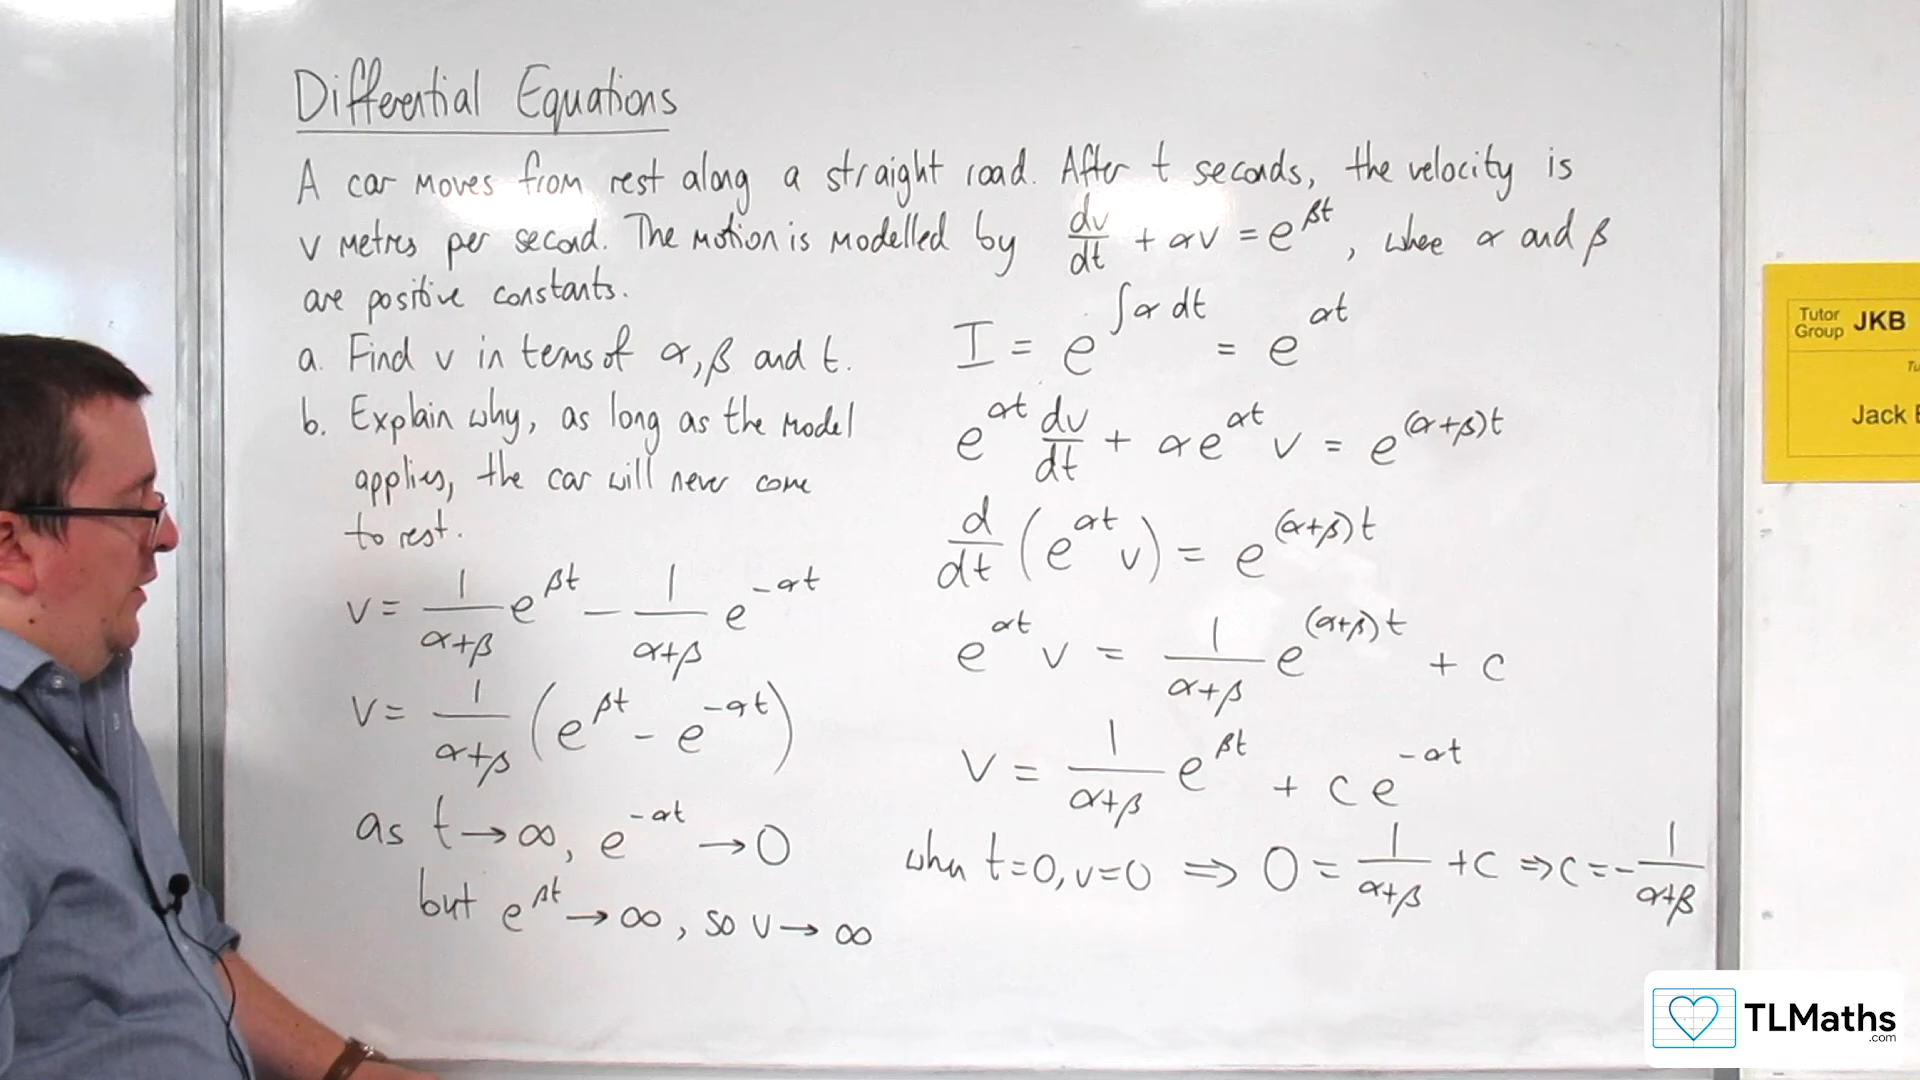 Differential Equations
A car moves from rest along a straight road. After t seconds, the velocity is
v metres per second. The motion is modelled by dv/dt + αv = e^βt, where α and β
are positive constants.
a. Find v in terms of α, β and t.
b. Explain why, as long as the model
applies, the car will never come
to rest.
v = 1/(α+β) e^βt − 1/(α+β) e^−αt
v = 1/(α+β) (e^βt − e^−αt)
as t → ∞, e^−αt → 0
but e^βt → ∞, so v → ∞
I = e^∫α dt = e^αt
e^αt dv/dt + αe^αt v = e^(α+β)t
d/dt (e^αt v) = e^(α+β)t
e^αt v = 1/(α+β) e^(α+β)t + c
v = 1/(α+β) e^βt + c e^−αt
when t=0, v=0 ⇒ 0 = 1/(α+β) + c ⇒ c = −1/(α+β)
Tutor
Group JKB
Jack
TLMaths
.com